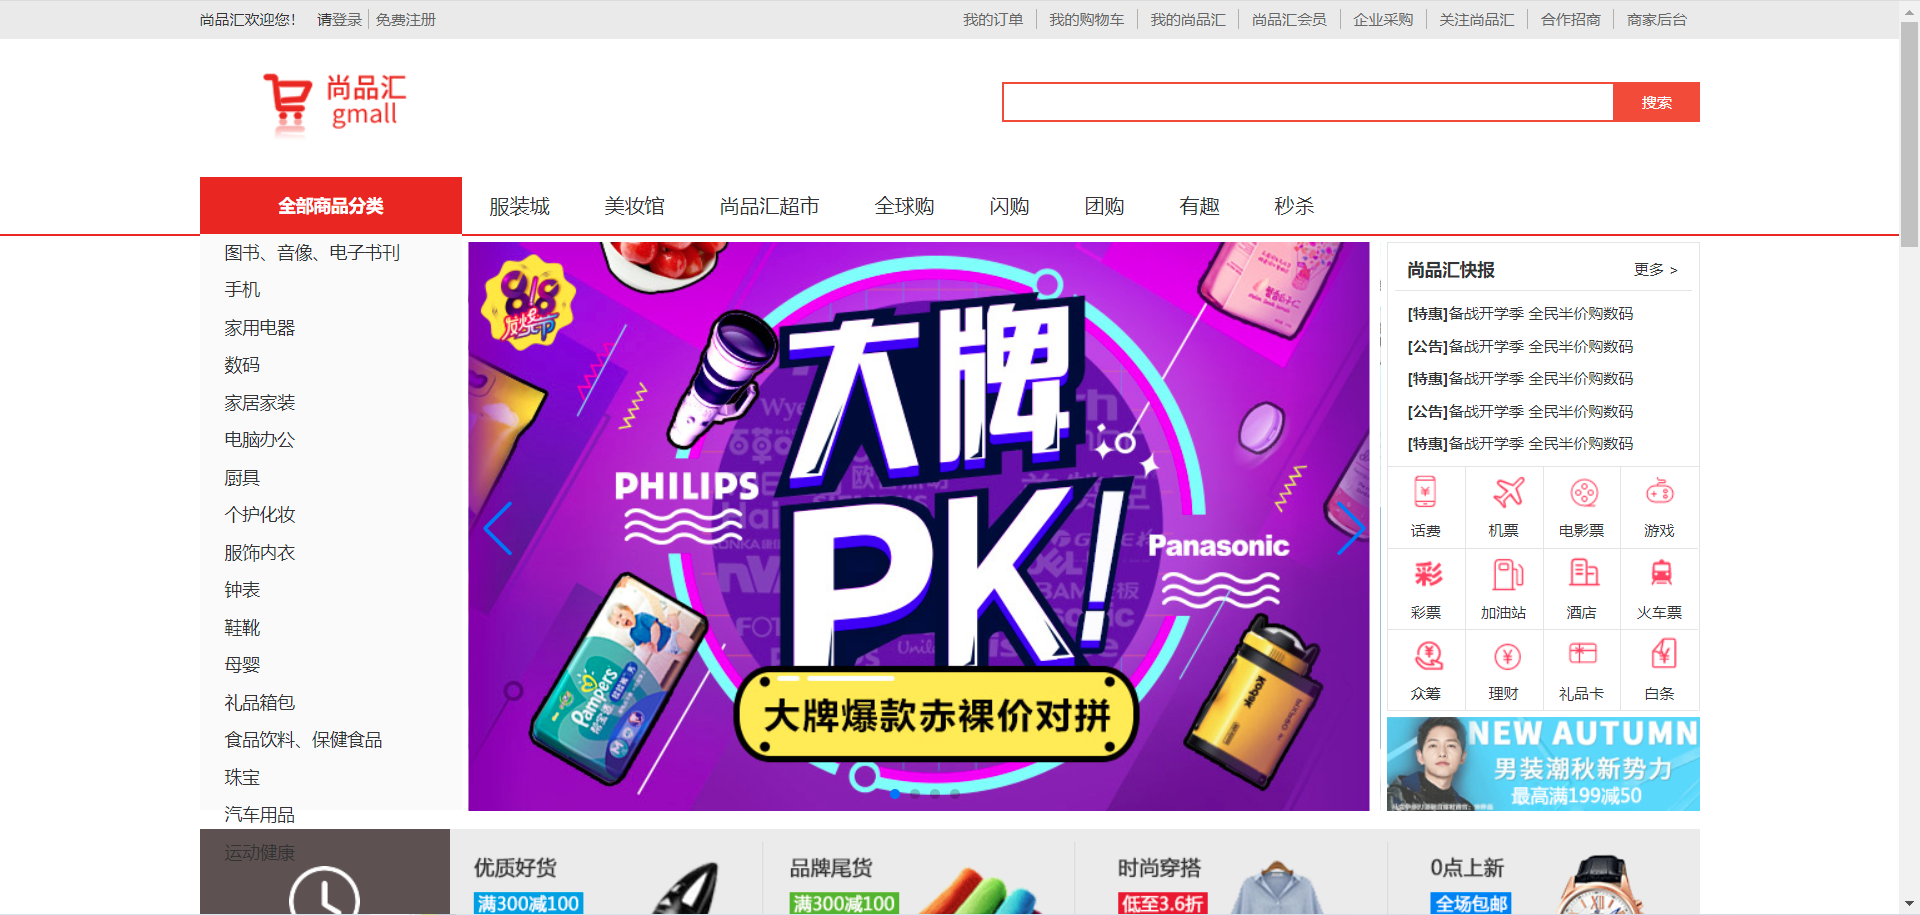 尚品汇欢迎您! 请登录 免费注册 我的订单 我的购物车 我的尚品汇 尚品汇会员 企业采购 关注尚品汇 合作招商 商家后台
尚品汇
gmall
搜索
全部商品分类 服装城 美妆馆 尚品汇超市 全球购 闪购 团购 有趣 秒杀
图书、音像、电子书刊
手机
家用电器
数码
家居家装
电脑办公
厨具
个护化妆
服饰内衣
钟表
鞋靴
母婴
礼品箱包
食品饮料、保健食品
珠宝
汽车用品
运动健康
818
发烧节
大牌
PK!
PHILIPS
Panasonic
Pampers
Kodak
大牌爆款赤裸价对拼
尚品汇快报 更多 >
[特惠]备战开学季 全民半价购数码
[公告]备战开学季 全民半价购数码
[特惠]备战开学季 全民半价购数码
[公告]备战开学季 全民半价购数码
[特惠]备战开学季 全民半价购数码
话费 机票 电影票 游戏
彩
彩票 加油站 酒店 火车票
众筹 理财 礼品卡 白条
NEW AUTUMN
男装潮秋新势力
最高满199减50
优质好货 品牌尾货 时尚穿搭 0点上新
满300减100 满300减100 低至3.6折 全场包邮